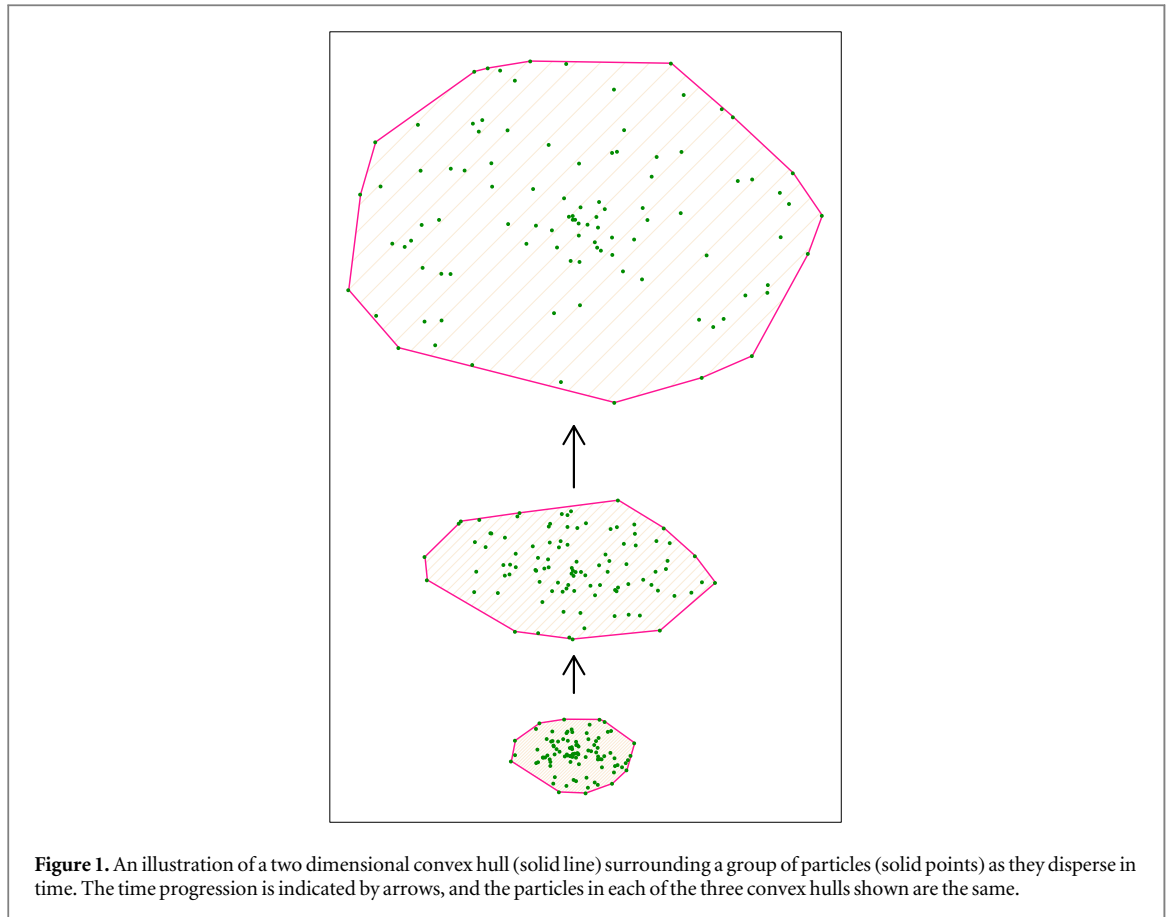 Figure 1. An illustration of a two dimensional convex hull (solid line) surrounding a group of particles (solid points) as they disperse in
time. The time progression is indicated by arrows, and the particles in each of the three convex hulls shown are the same.